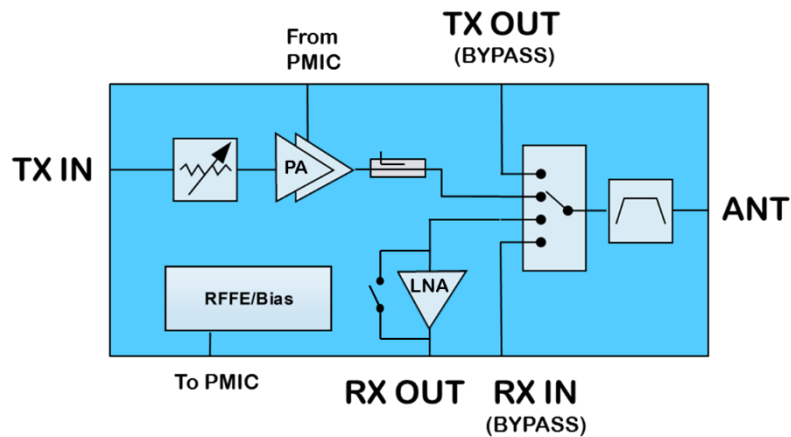 TX OUT
(BYPASS)
From
PMIC
TX IN
PA
ANT
LNA
RFFE/Bias
To PMIC
RX OUT
RX IN
(BYPASS)